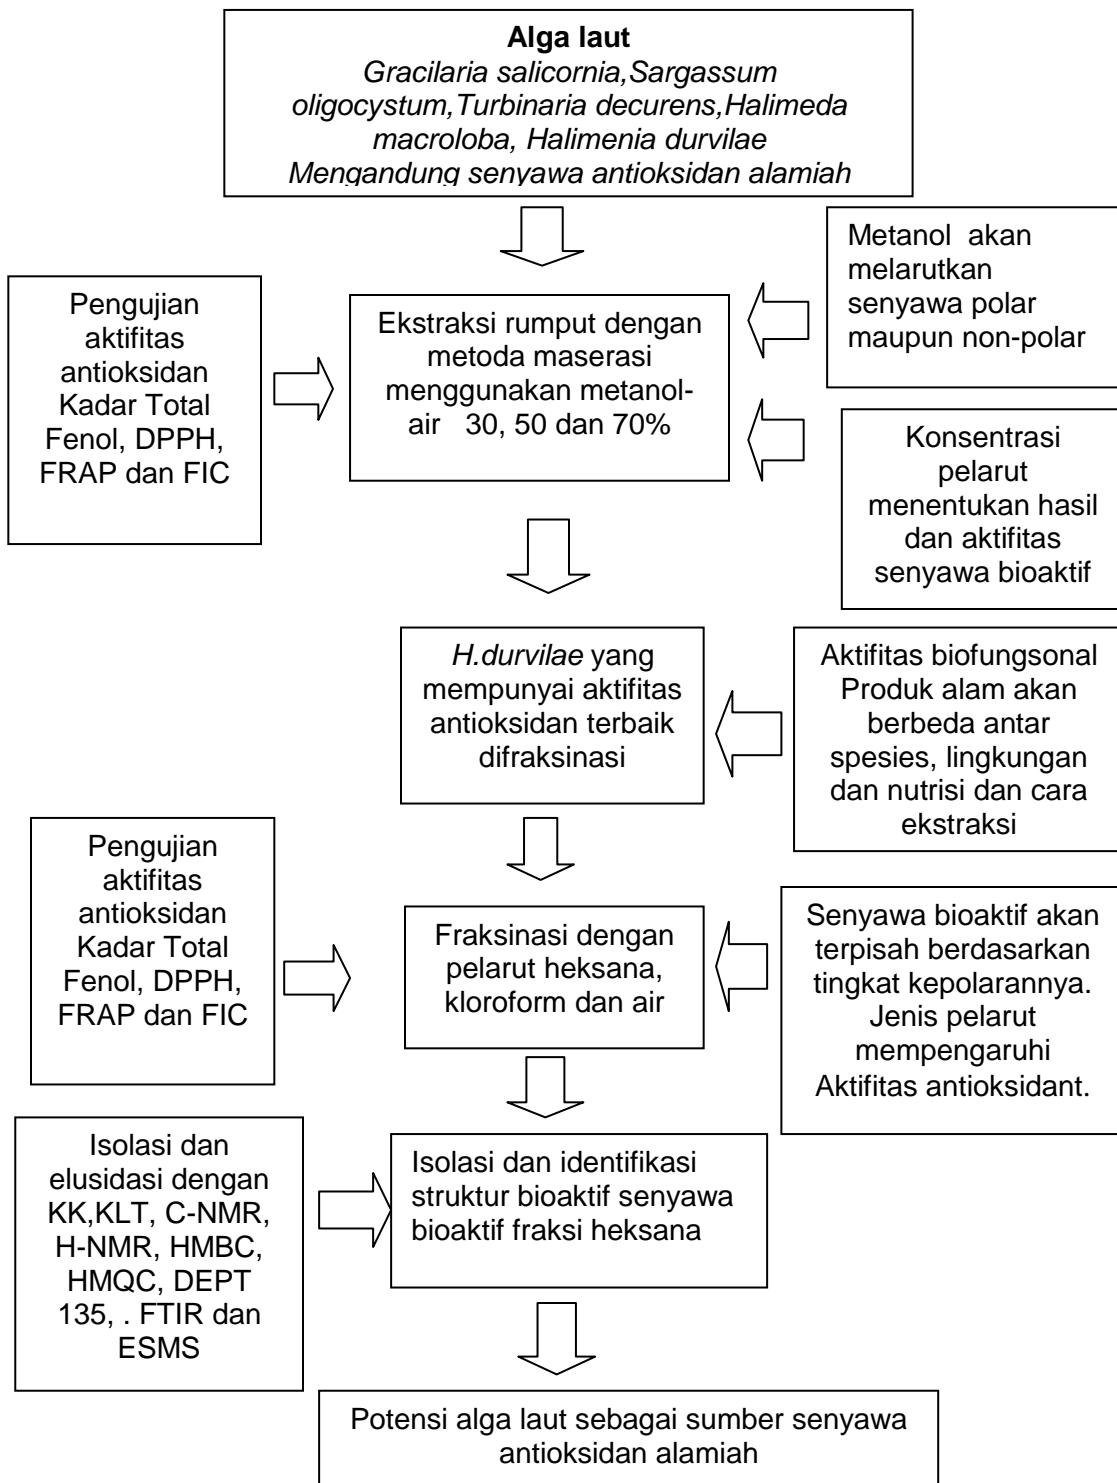 Alga laut
Gracilaria salicornia,Sargassum
oligocystum,Turbinaria decurens,Halimeda
macroloba, Halimenia durvilae
Mengandung senyawa antioksidan alamiah
Metanol akan
melarutkan
senyawa polar
maupun non-polar
Pengujian
aktifitas
antioksidan
Kadar Total
Fenol, DPPH,
FRAP dan FIC
Ekstraksi rumput dengan
metoda maserasi
menggunakan metanol-
air 30, 50 dan 70%
Konsentrasi
pelarut
menentukan hasil
dan aktifitas
senyawa bioaktif
H.durvilae yang
mempunyai aktifitas
antioksidan terbaik
difraksinasi
Aktifitas biofungsonal
Produk alam akan
berbeda antar
spesies, lingkungan
dan nutrisi dan cara
ekstraksi
Pengujian
aktifitas
antioksidan
Kadar Total
Fenol, DPPH,
FRAP dan FIC
Fraksinasi dengan
pelarut heksana,
kloroform dan air
Senyawa bioaktif akan
terpisah berdasarkan
tingkat kepolarannya.
Jenis pelarut
mempengaruhi
Aktifitas antioksidant.
Isolasi dan
elusidasi dengan
KK,KLT, C-NMR,
H-NMR, HMBC,
HMQC, DEPT
135, . FTIR dan
ESMS
Isolasi dan identifikasi
struktur bioaktif senyawa
bioaktif fraksi heksana
Potensi alga laut sebagai sumber senyawa
antioksidan alamiah